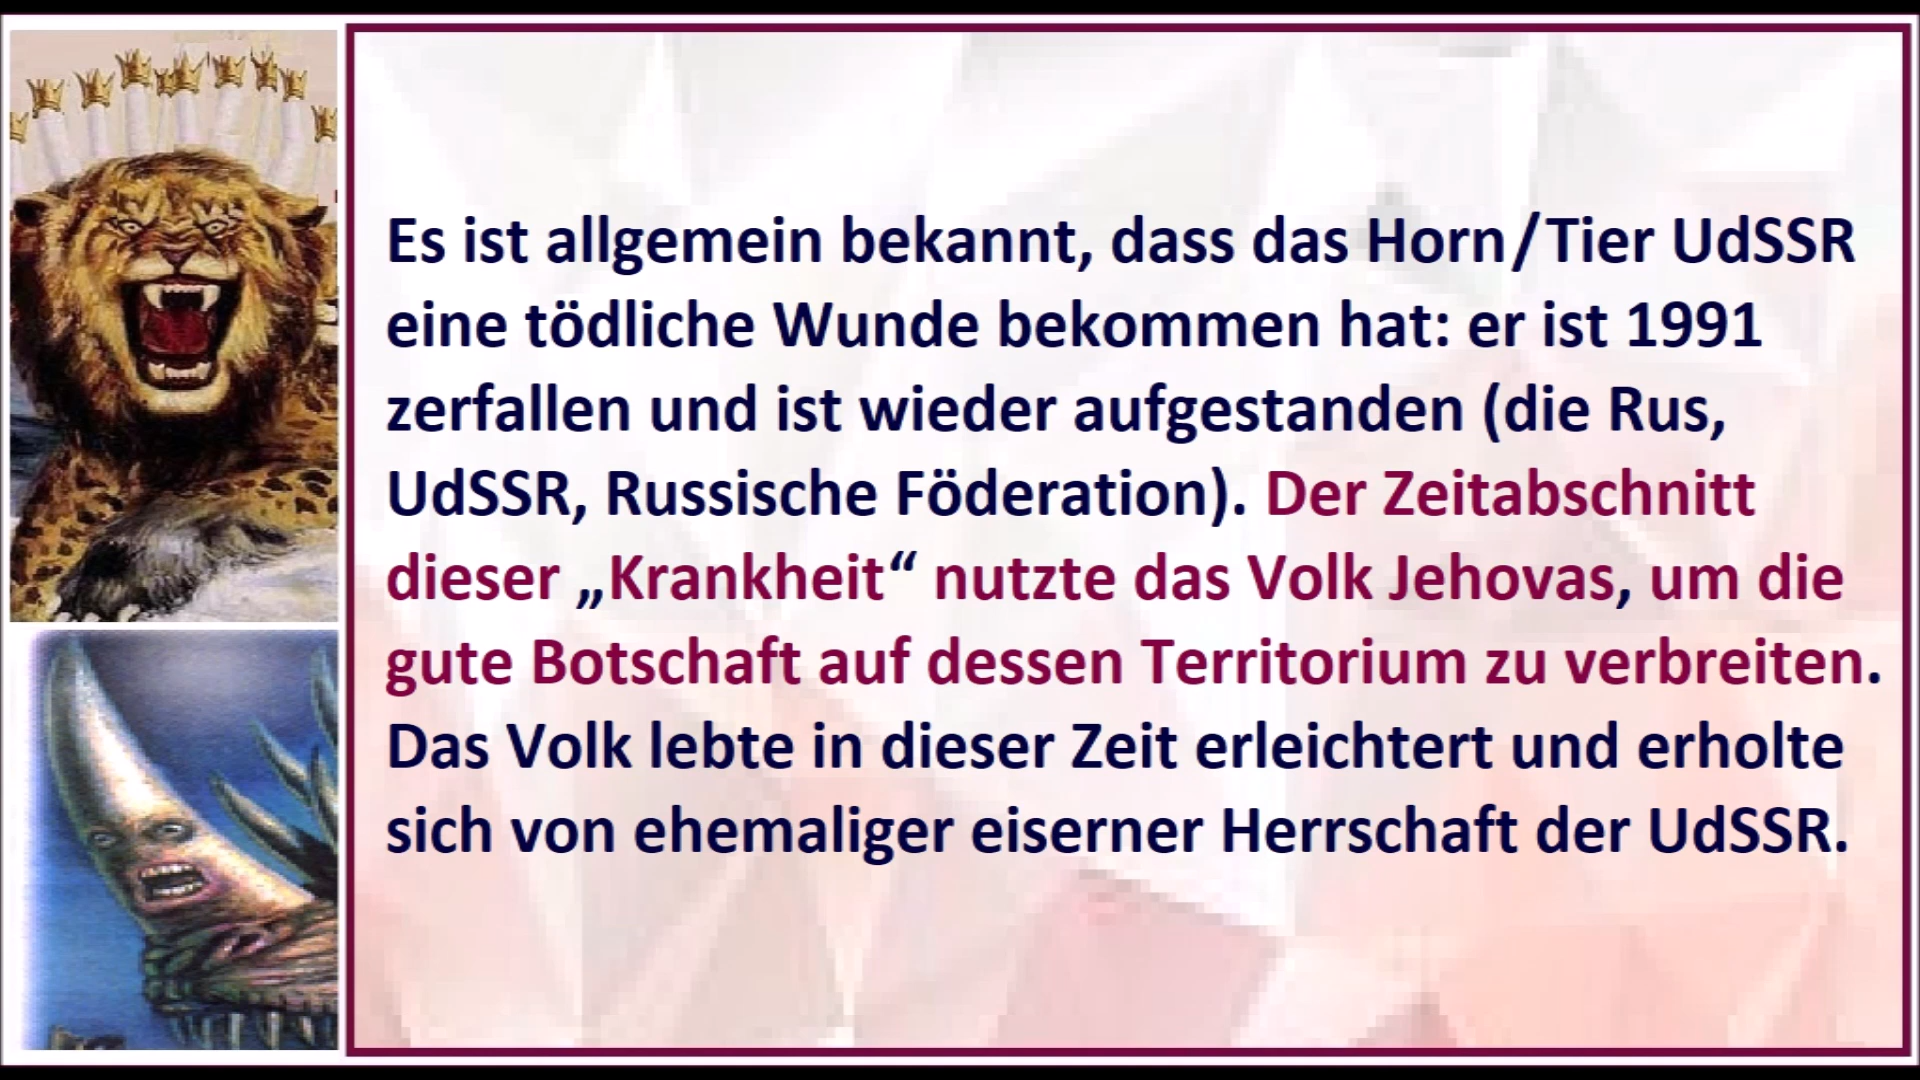 Es ist allgemein bekannt, dass das Horn/Tier UdSSR
eine tödliche Wunde bekommen hat: er ist 1991
zerfallen und ist wieder aufgestanden (die Rus,
UdSSR, Russische Föderation). Der Zeitabschnitt
dieser „Krankheit“ nutzte das Volk Jehovas, um die
gute Botschaft auf dessen Territorium zu verbreiten.
Das Volk lebte in dieser Zeit erleichtert und erholte
sich von ehemaliger eiserner Herrschaft der UdSSR.